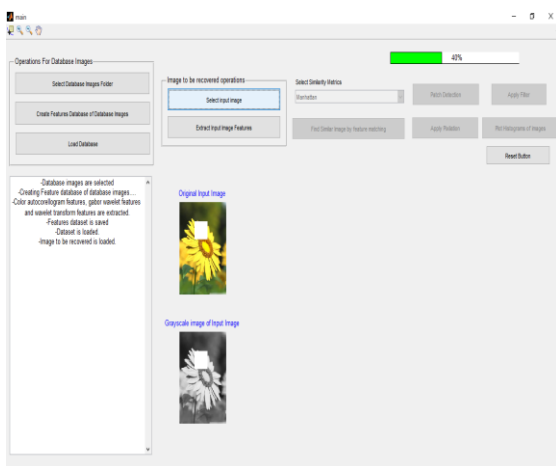 main
40%
Operations For Database Images
Select Database Images Folder
Create Features Database of Database Images
Load Database
Image to be recovered operations
Select input image
Extract Input Image Features
Select Similarity Metrics
Manhattan
Find Similar Image by Feature matching
Patch Detection
Apply Filter
Apply Rotation
Plot Histograms of Images
Reset Button
-Database images are selected
-Creating Feature database of database images....
-Color autocorellogram features, gabor wavelet features
and wavelet transform features are extracted.
-Features dataset is saved
-Dataset is loaded.
-Image to be recovered is loaded.
Original Input Image
Grayscale image of Input Image